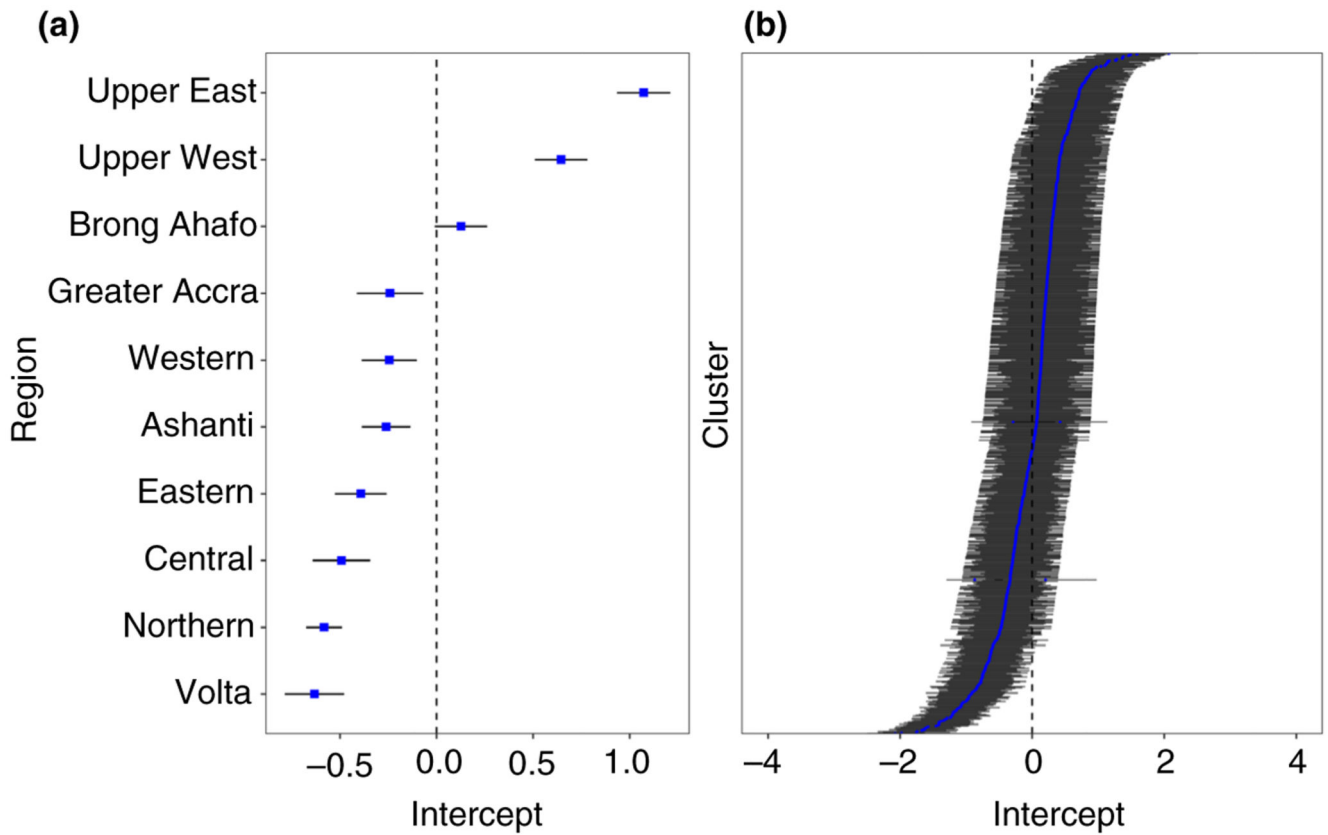 (a)
Region
Upper East
Upper West
Brong Ahafo
Greater Accra
Western
Ashanti
Eastern
Central
Northern
Volta
−0.5 0.0 0.5 1.0
Intercept
(b)
Cluster
−4 −2 0 2 4
Intercept